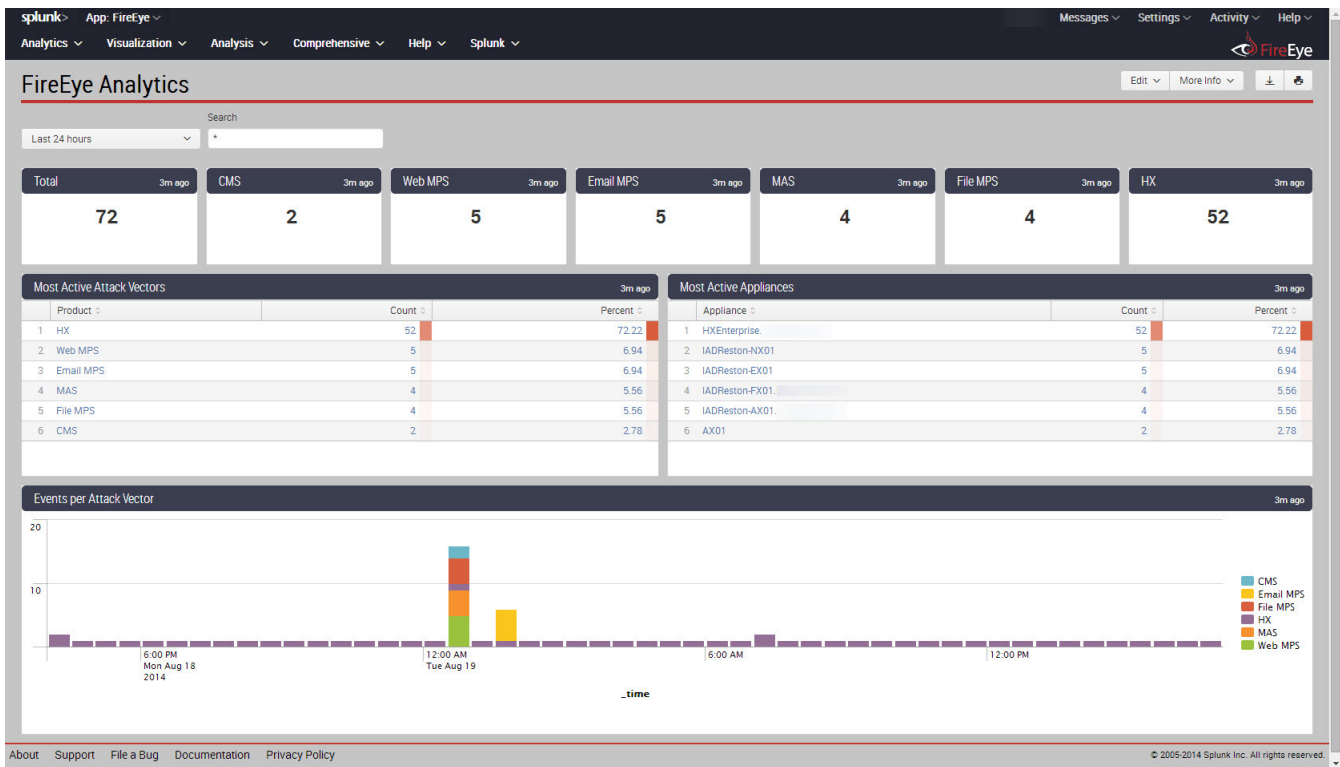 splunk> App: FireEye Messages Settings Activity Help
Analytics Visualization Analysis Comprehensive Help Splunk
FireEye
FireEye Analytics Edit More Info
Search
Last 24 hours *
Total 3m ago CMS 3m ago Web MPS 3m ago Email MPS 3m ago MAS 3m ago File MPS 3m ago HX 3m ago
72 2 5 5 4 4 52
Most Active Attack Vectors 3m ago Most Active Appliances 3m ago
Product Count Percent Appliance Count Percent
1 HX 52 72.22 1 HXEnterprise. 52 72.22
2 Web MPS 5 6.94 2 IADReston-NX01 5 6.94
3 Email MPS 5 6.94 3 IADReston-EX01 5 6.94
4 MAS 4 5.56 4 IADReston-FX01. 4 5.56
5 File MPS 4 5.56 5 IADReston-AX01. 4 5.56
6 CMS 2 2.78 6 AX01 2 2.78
Events per Attack Vector 3m ago
20
10
CMS
Email MPS
File MPS
HX
MAS
Web MPS
6:00 PM 12:00 AM 6:00 AM 12:00 PM
Mon Aug 18 Tue Aug 19
2014
_time
About Support File a Bug Documentation Privacy Policy © 2005-2014 Splunk Inc. All rights reserved.